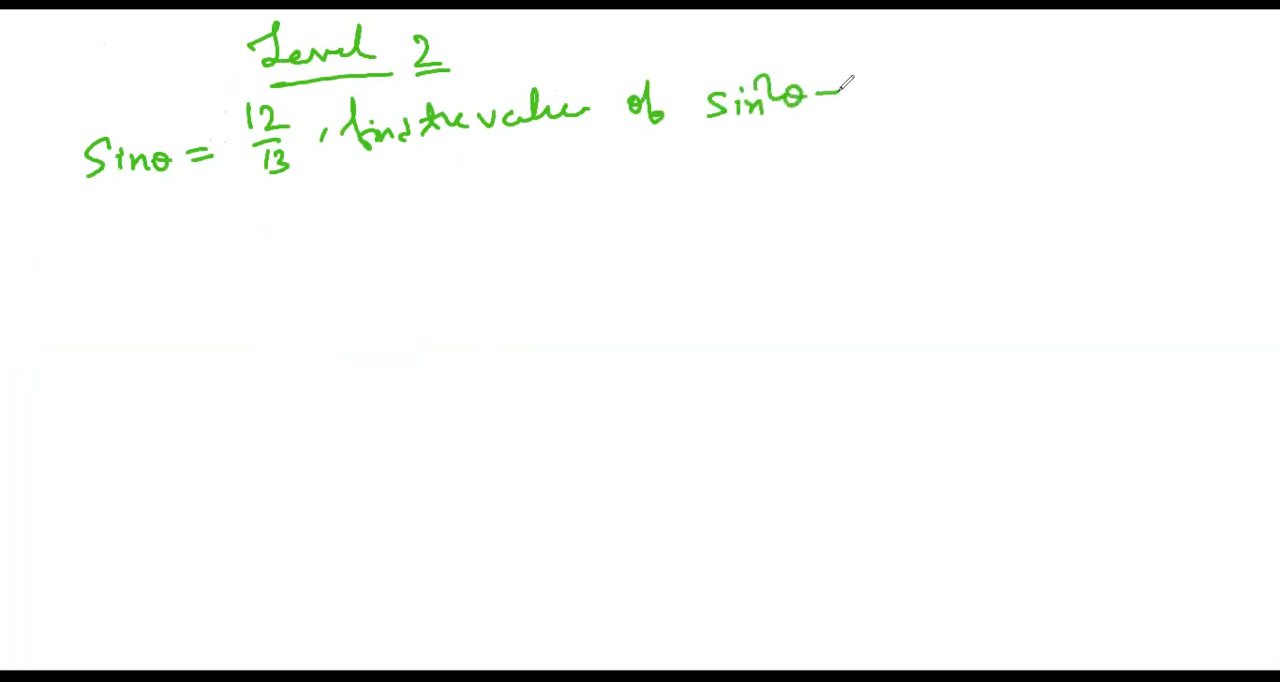 Level 2
Sinθ = 12/13, find the value of sin²θ -